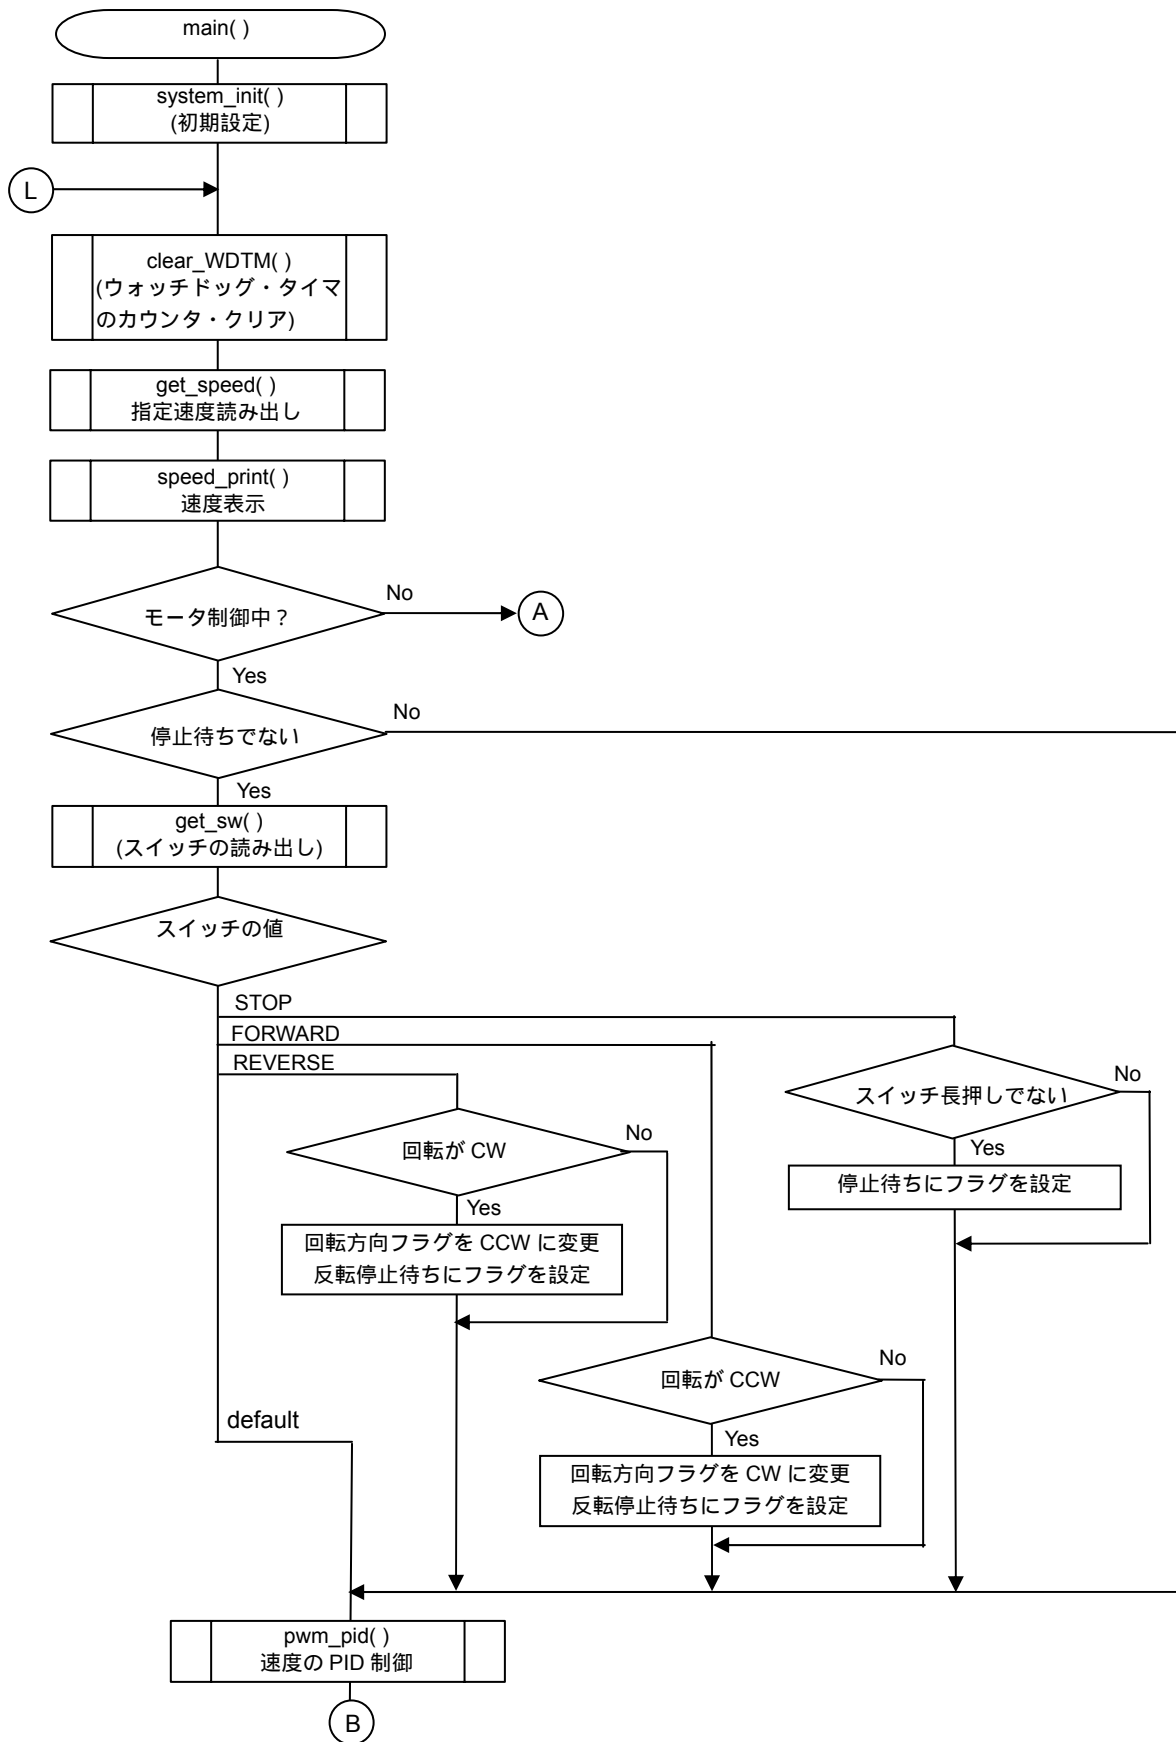 main( )
system_init( )
(初期設定)
L
clear_WDTM( )
(ウォッチドッグ・タイマ
のカウンタ・クリア)
get_speed( )
指定速度読み出し
speed_print( )
速度表示
No
モータ制御中？
A
Yes
No
停止待ちでない
Yes
get_sw( )
(スイッチの読み出し)
スイッチの値
STOP
FORWARD
REVERSE
No
スイッチ長押しでない
No
回転が CW
Yes
停止待ちにフラグを設定
Yes
回転方向フラグを CCW に変更
反転停止待ちにフラグを設定
No
回転が CCW
default
Yes
回転方向フラグを CW に変更
反転停止待ちにフラグを設定
pwm_pid( )
速度の PID 制御
B